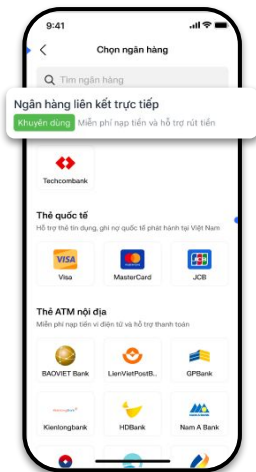 9:41
Chọn ngân hàng
Tìm ngân hàng
Ngân hàng liên kết trực tiếp
Khuyên dùng Miễn phí nạp tiền và hỗ trợ rút tiền
Techcombank
Thẻ quốc tế
Hỗ trợ thẻ tín dụng, ghi nợ quốc tế phát hành tại Việt Nam
VISA
JCB
Visa MasterCard JCB
Thẻ ATM nội địa
Miễn phí nạp tiền ví điện tử và hỗ trợ thanh toán
BAOVIET Bank LienVietPostB... GPBank
Kienlongbank HDBank Nam A Bank